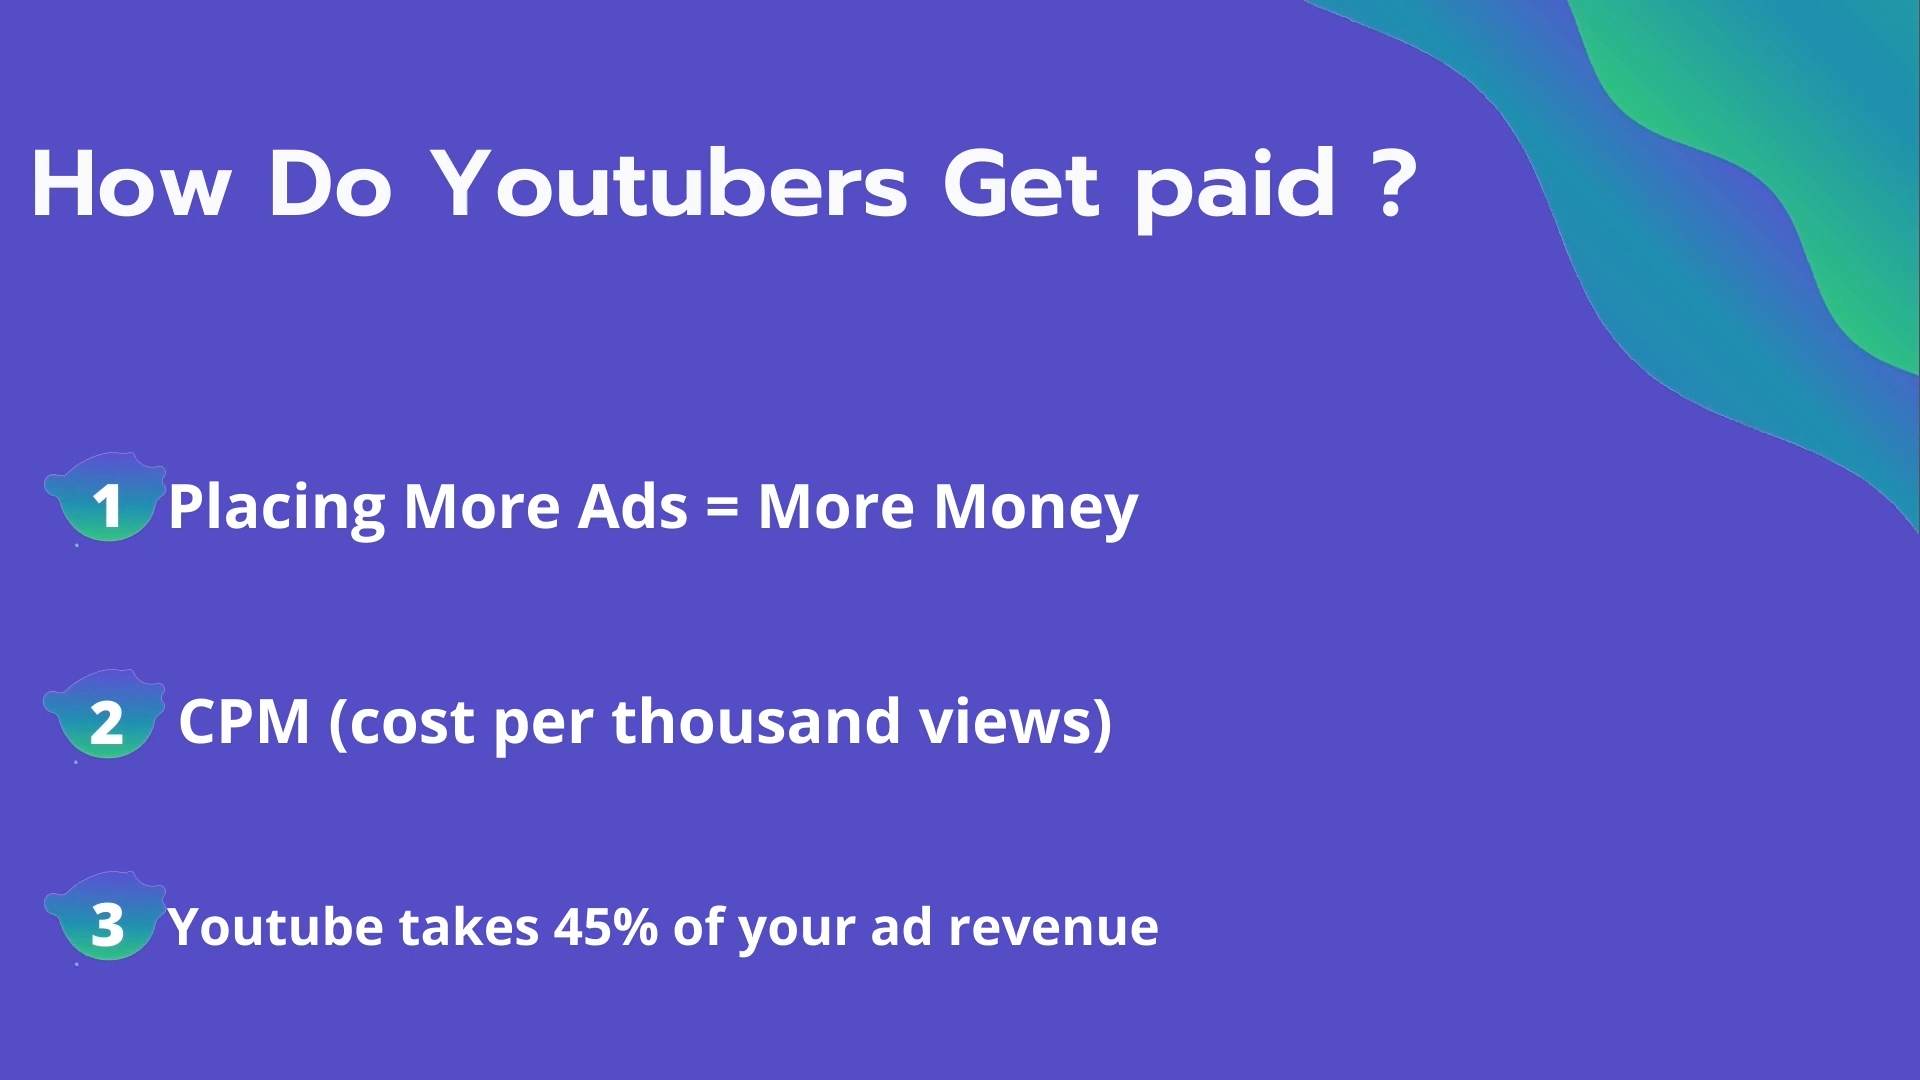 How Do Youtubers Get paid ?
1 Placing More Ads = More Money
2 CPM (cost per thousand views)
3 Youtube takes 45% of your ad revenue